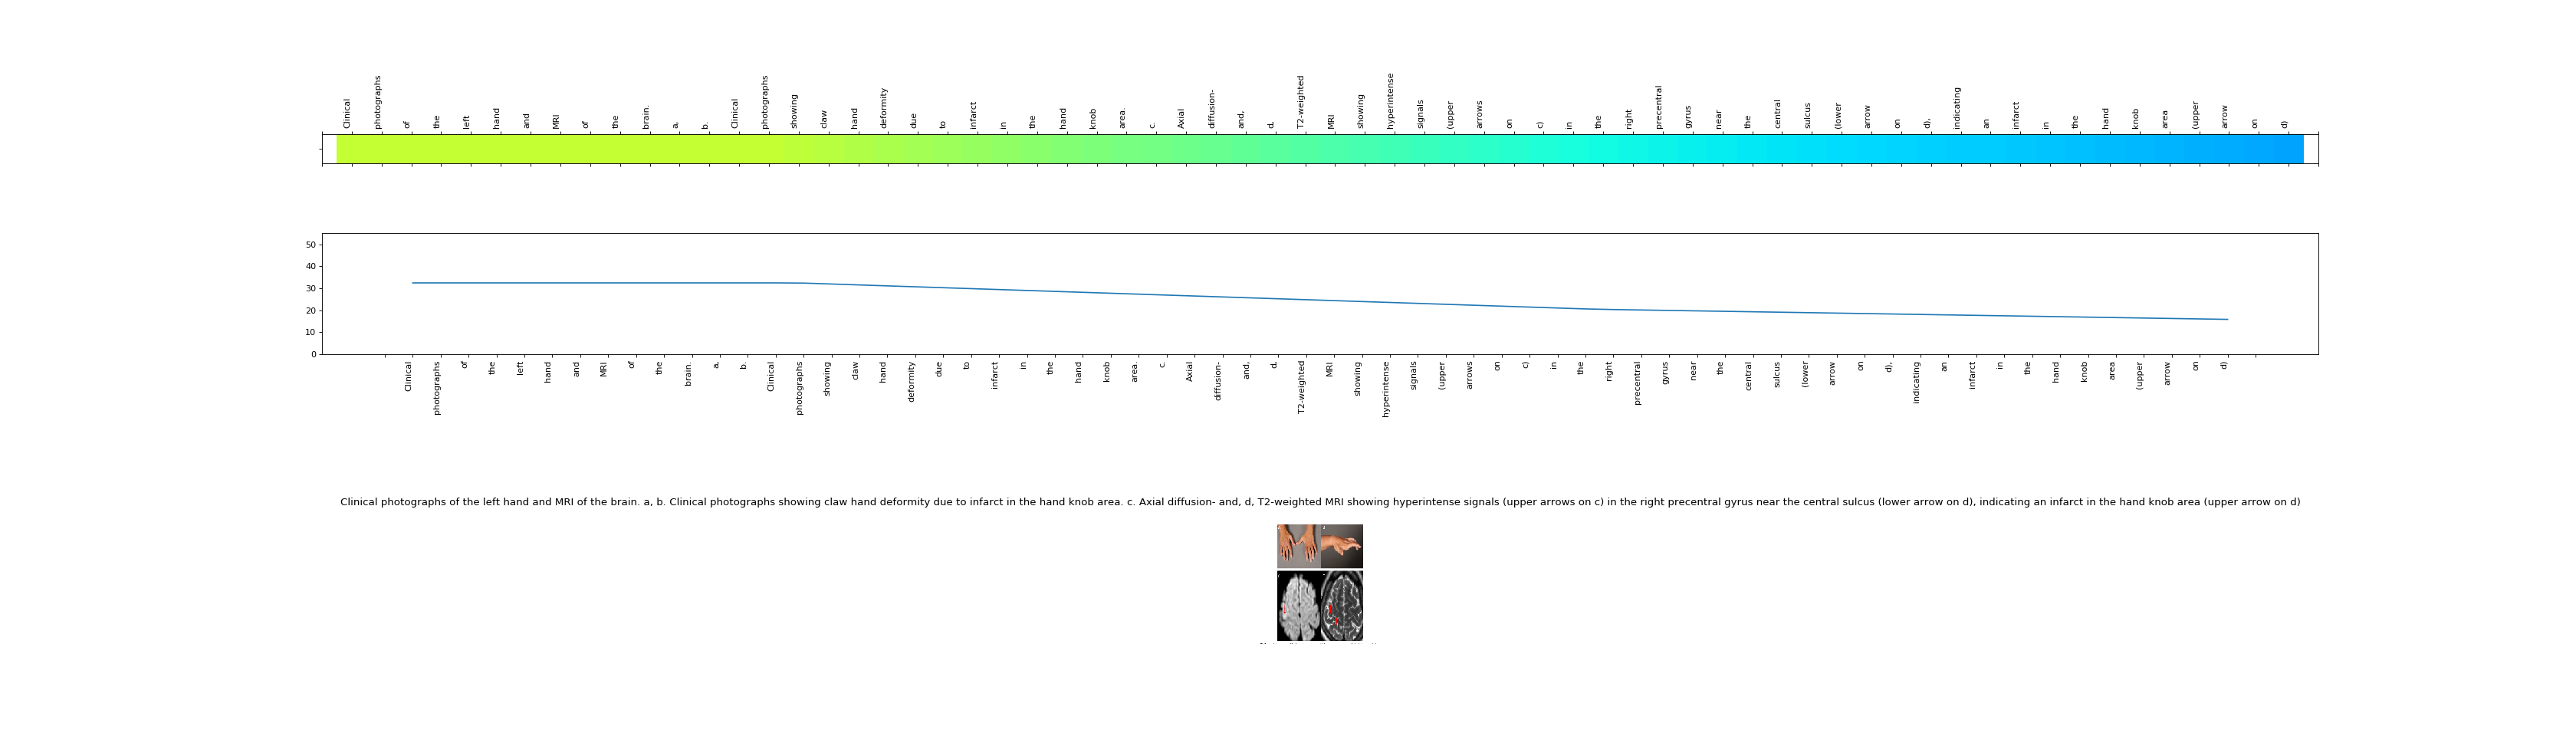 Clinical photographs of the left hand and MRI of the brain. a, b. Clinical photographs showing claw hand deformity due to infarct in the hand knob area. c. Axial diffusion- and, d, T2-weighted MRI showing hyperintense signals (upper arrows on c) in the right precentral gyrus near the central sulcus (lower arrow on d), indicating an infarct in the hand knob area (upper arrow on d)
50
40
30
20
10
0
Clinical photographs of the left hand and MRI of the brain. a, b. Clinical photographs showing claw hand deformity due to infarct in the hand knob area. c. Axial diffusion- and, d, T2-weighted MRI showing hyperintense signals (upper arrows on c) in the right precentral gyrus near the central sulcus (lower arrow on d), indicating an infarct in the hand knob area (upper arrow on d)
Clinical photographs of the left hand and MRI of the brain. a, b. Clinical photographs showing claw hand deformity due to infarct in the hand knob area. c. Axial diffusion- and, d, T2-weighted MRI showing hyperintense signals (upper arrows on c) in the right precentral gyrus near the central sulcus (lower arrow on d), indicating an infarct in the hand knob area (upper arrow on d)